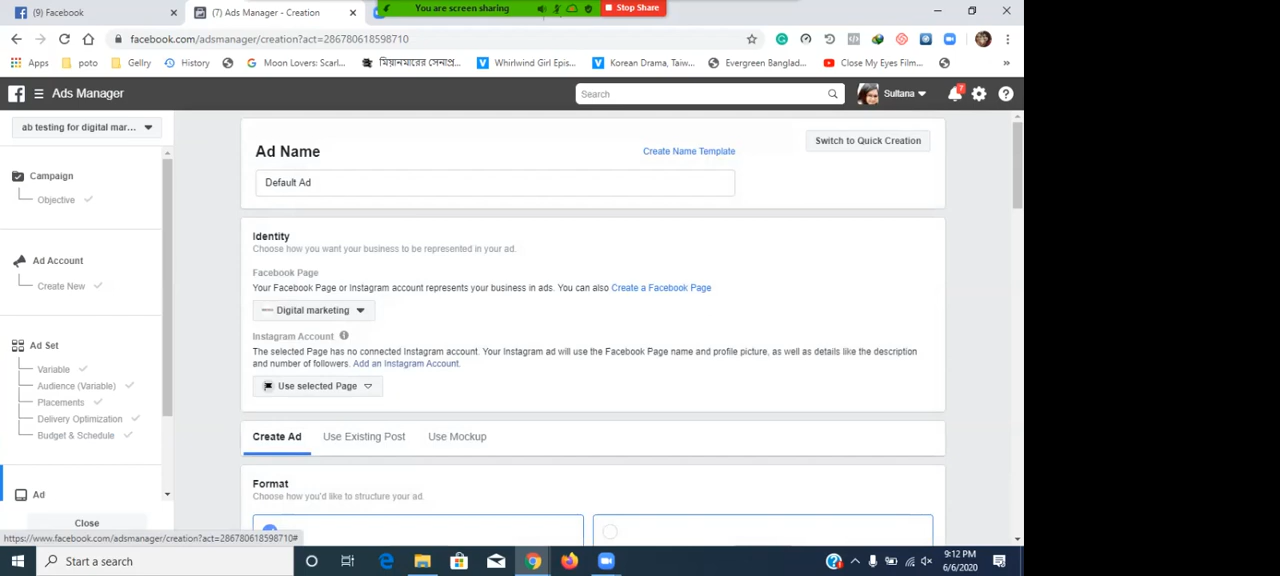 (9) Facebook
(7) Ads Manager - Creation
You are screen sharing
Stop Share
facebook.com/adsmanager/creation?act=286780618598710
Apps
poto
Gellry
History
Moon Lovers: Scarl...
মিয়ানমারের সেনাপ্র...
Whirlwind Girl Epis...
Korean Drama, Taiw...
Evergreen Banglad...
Close My Eyes Film...
»
Ads Manager
Search
Sultana
7
ab testing for digital mar...
Campaign
Objective
Ad Account
Create New
Ad Set
Variable
Audience (Variable)
Placements
Delivery Optimization
Budget & Schedule
Ad
Close
Ad Name
Create Name Template
Switch to Quick Creation
Default Ad
Identity
Choose how you want your business to be represented in your ad.
Facebook Page
Your Facebook Page or Instagram account represents your business in ads. You can also Create a Facebook Page
Digital marketing
Instagram Account
The selected Page has no connected Instagram account. Your Instagram ad will use the Facebook Page name and profile picture, as well as details like the description
and number of followers. Add an Instagram Account.
Use selected Page
Create Ad
Use Existing Post
Use Mockup
Format
Choose how you'd like to structure your ad.
https://www.facebook.com/adsmanager/creation?act=286780618598710#
Start a search
9:12 PM
6/6/2020